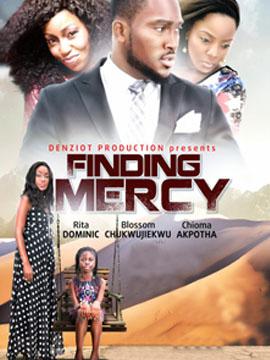 DENZIOT PRODUCTION presents
FINDING
MERCY
Rita Blossom Chioma
DOMINIC CHUKWUJIEKWU AKPOTHA